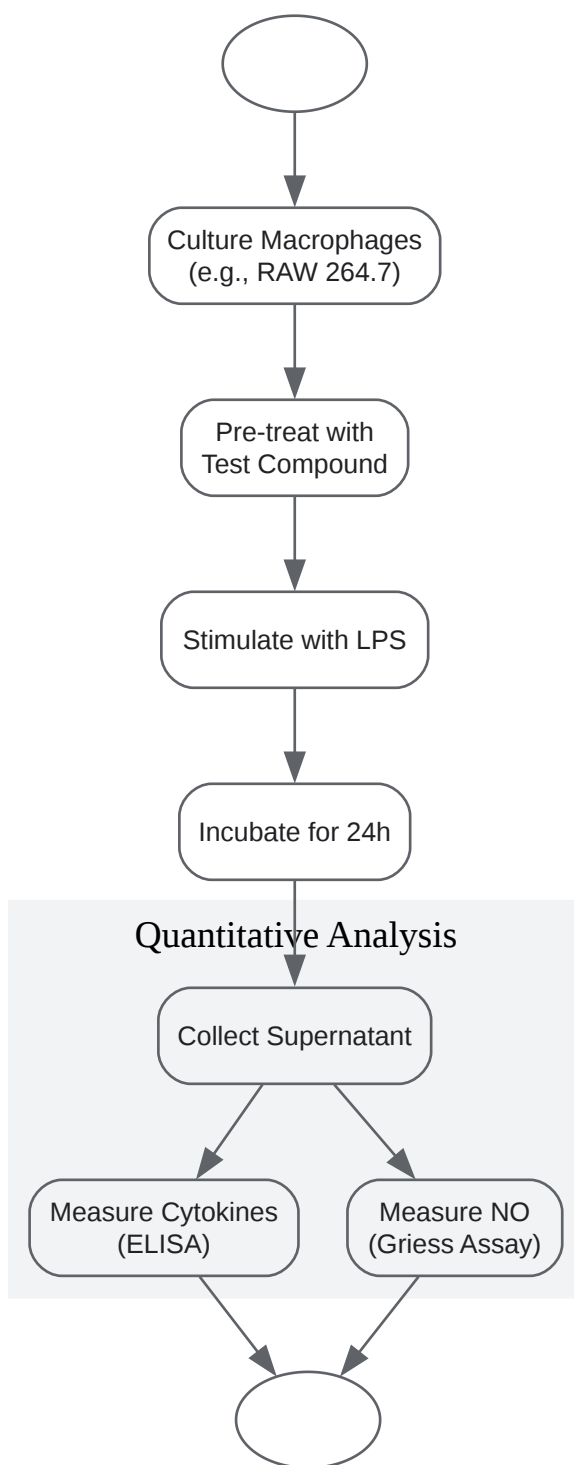 Culture Macrophages
(e.g., RAW 264.7)
Pre-treat with
Test Compound
Stimulate with LPS
Incubate for 24h
Quantitative Analysis
Collect Supernatant
Measure Cytokines
(ELISA)
Measure NO
(Griess Assay)